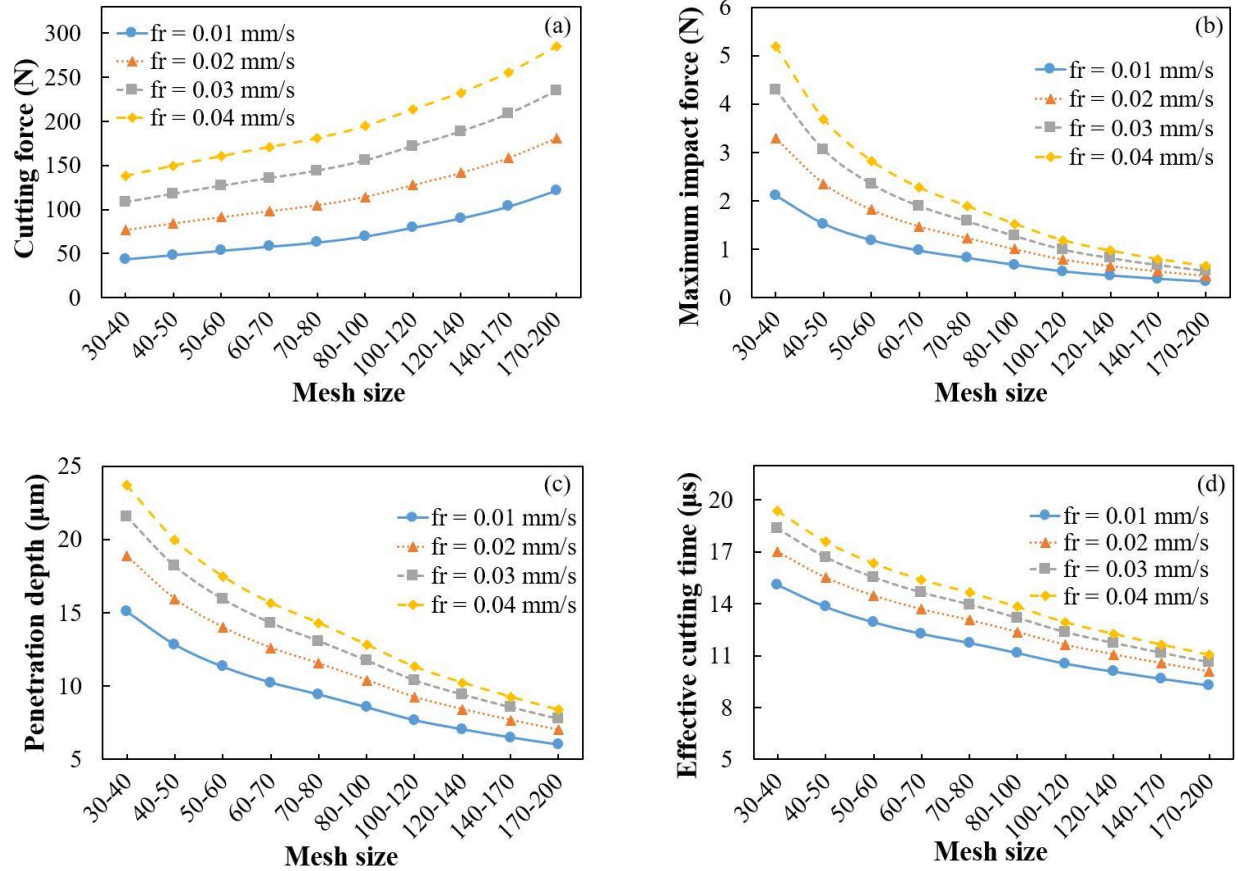 (a)
fr = 0.01 mm/s
fr = 0.02 mm/s
fr = 0.03 mm/s
fr = 0.04 mm/s
Cutting force (N)
300
250
200
150
100
50
0
30-40
40-50
50-60
60-70
70-80
80-100
100-120
120-140
140-170
170-200
Mesh size
(b)
fr = 0.01 mm/s
fr = 0.02 mm/s
fr = 0.03 mm/s
fr = 0.04 mm/s
Maximum impact force (N)
6
5
4
3
2
1
0
30-40
40-50
50-60
60-70
70-80
80-100
100-120
120-140
140-170
170-200
Mesh size
(c)
fr = 0.01 mm/s
fr = 0.02 mm/s
fr = 0.03 mm/s
fr = 0.04 mm/s
Penetration depth (μm)
25
20
15
10
5
30-40
40-50
50-60
60-70
70-80
80-100
100-120
120-140
140-170
170-200
Mesh size
(d)
fr = 0.01 mm/s
fr = 0.02 mm/s
fr = 0.03 mm/s
fr = 0.04 mm/s
Effective cutting time (μs)
20
17
14
11
8
5
30-40
40-50
50-60
60-70
70-80
80-100
100-120
120-140
140-170
170-200
Mesh size